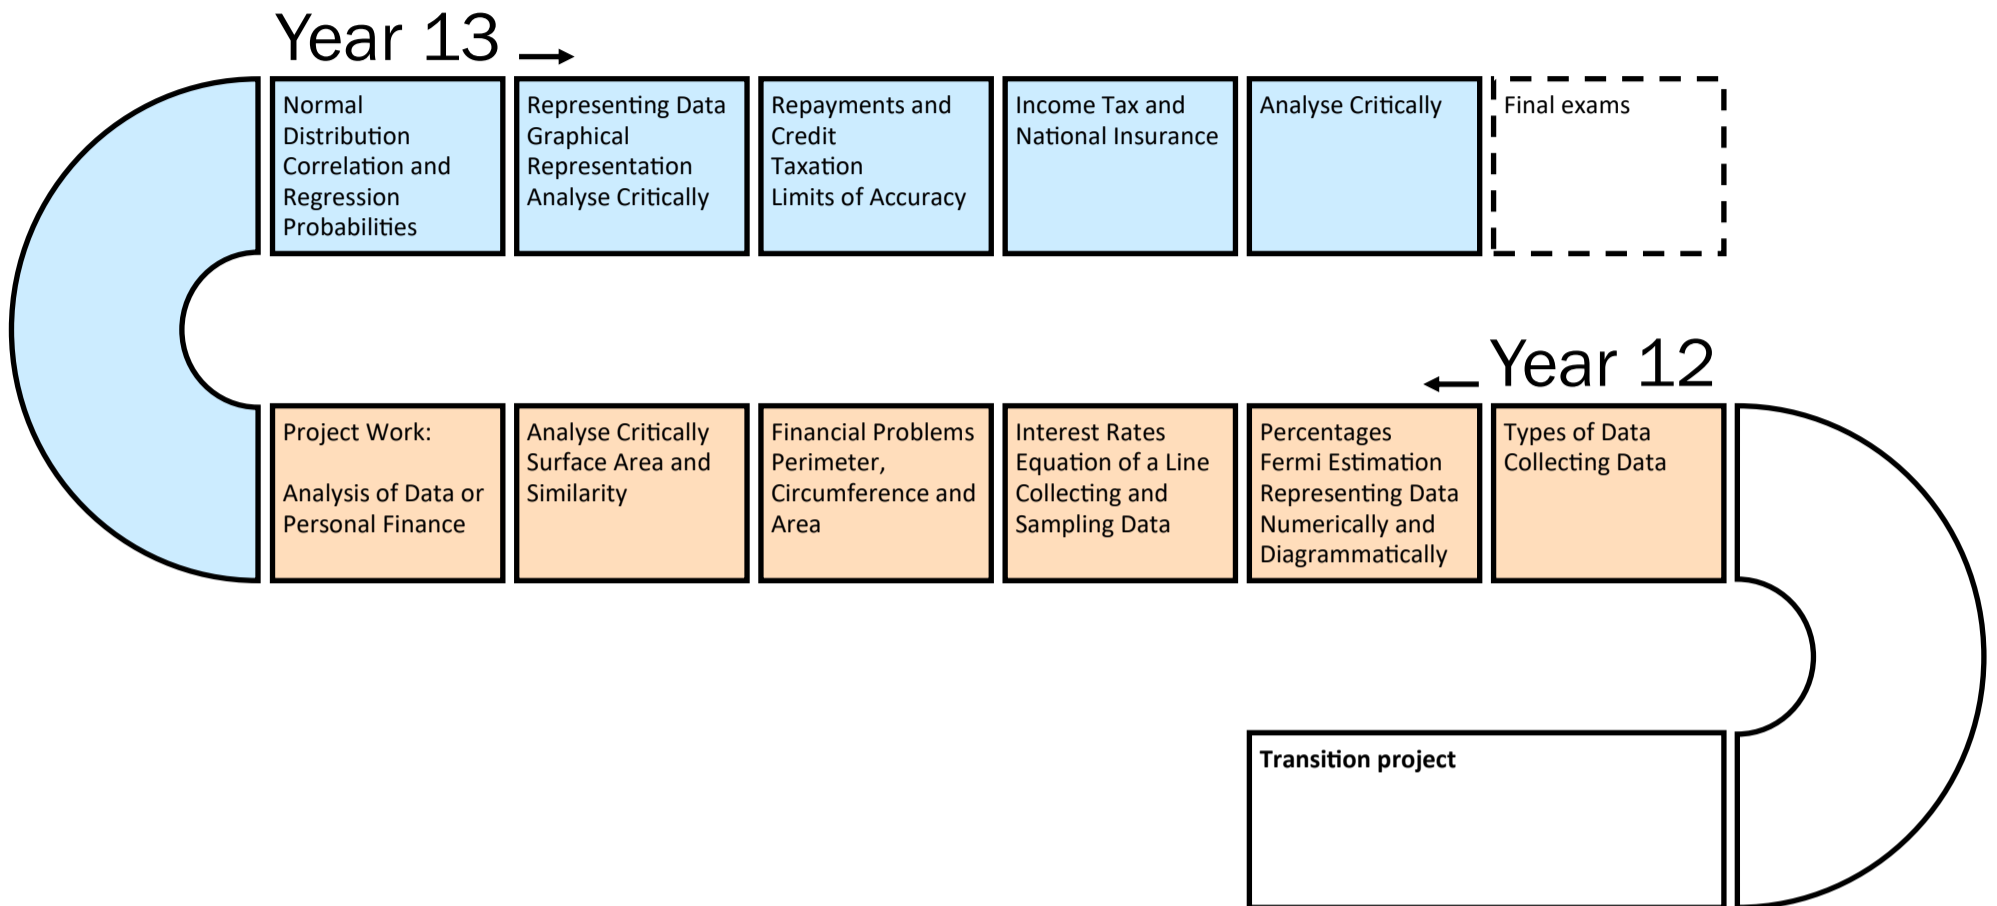 Year 13
Normal
Distribution
Correlation and
Regression
Probabilities
Representing Data
Graphical
Representation
Analyse Critically
Repayments and
Credit
Taxation
Limits of Accuracy
Income Tax and
National Insurance
Analyse Critically
Final exams
Year 12
Project Work:
Analysis of Data or
Personal Finance
Analyse Critically
Surface Area and
Similarity
Financial Problems
Perimeter,
Circumference and
Area
Interest Rates
Equation of a Line
Collecting and
Sampling Data
Percentages
Fermi Estimation
Representing Data
Numerically and
Diagrammatically
Types of Data
Collecting Data
Transition project